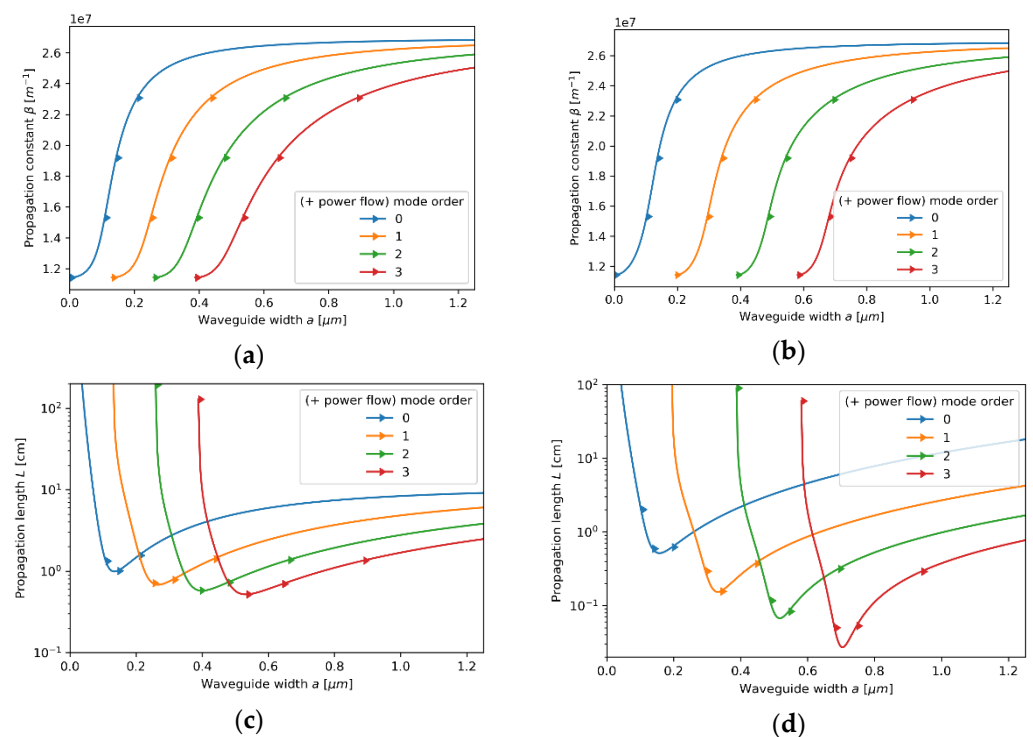 1e7
Propagation constant β [m⁻¹]
2.6
2.4
2.2
2.0
1.8
1.6
1.4
1.2
(+ power flow) mode order
0
1
2
3
0.0 0.2 0.4 0.6 0.8 1.0 1.2
Waveguide width a [μm]
(a)
1e7
Propagation constant β [m⁻¹]
2.6
2.4
2.2
2.0
1.8
1.6
1.4
1.2
(+ power flow) mode order
0
1
2
3
0.0 0.2 0.4 0.6 0.8 1.0 1.2
Waveguide width a [μm]
(b)
Propagation length L [cm]
10²
10¹
10⁰
10⁻¹
(+ power flow) mode order
0
1
2
3
0.0 0.2 0.4 0.6 0.8 1.0 1.2
Waveguide width a [μm]
(c)
Propagation length L [cm]
10²
10¹
10⁰
10⁻¹
(+ power flow) mode order
0
1
2
3
0.0 0.2 0.4 0.6 0.8 1.0 1.2
Waveguide width a [μm]
(d)